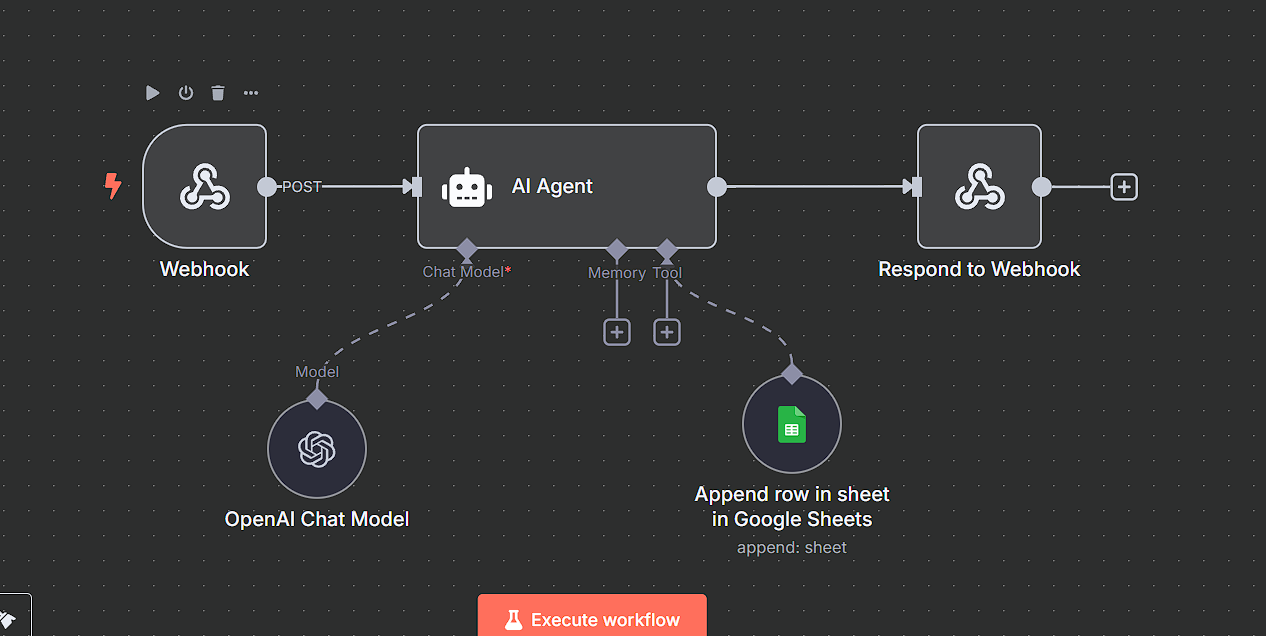 POST
AI Agent
Webhook
Respond to Webhook
Chat Model*
Memory
Tool
Model
OpenAI Chat Model
Append row in sheet
in Google Sheets
append: sheet
Execute workflow